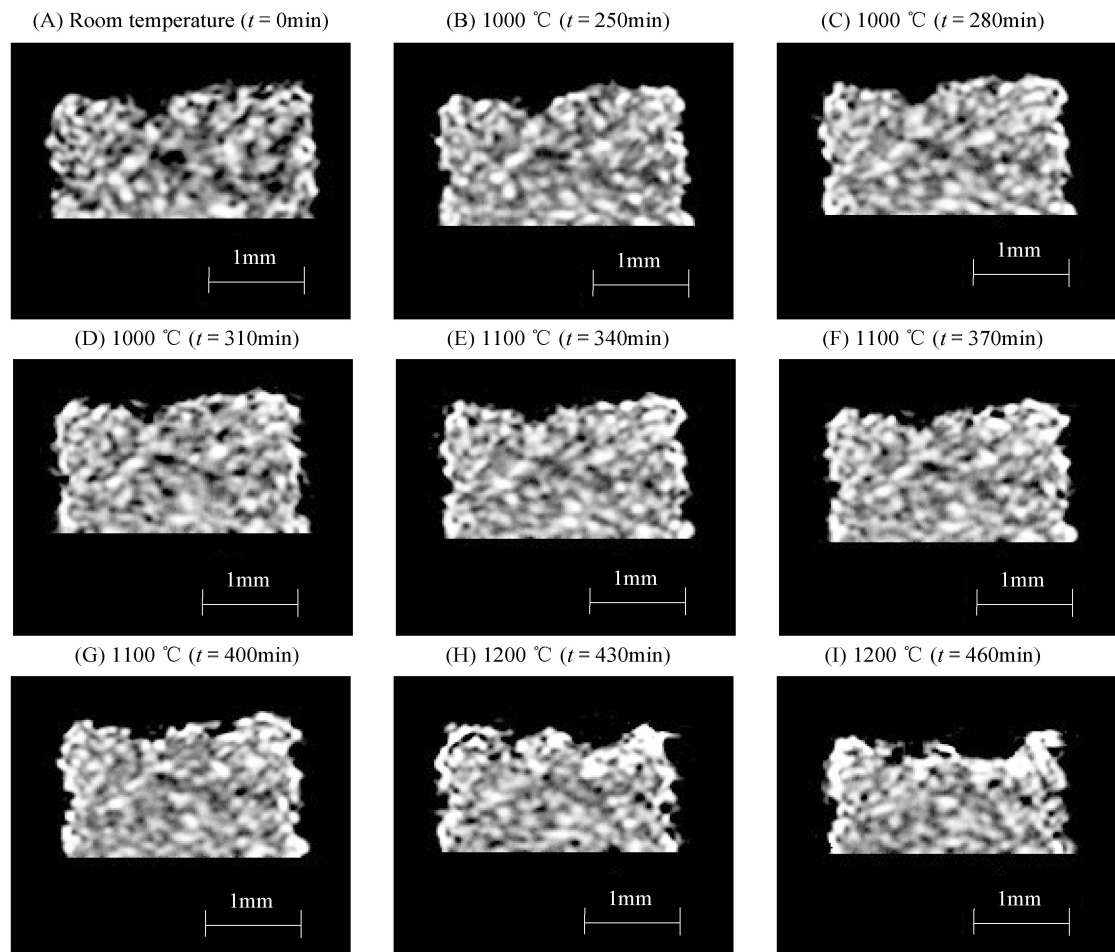 (A) Room temperature (t = 0min)
(B) 1000 ℃ (t = 250min)
(C) 1000 ℃ (t = 280min)
1mm
1mm
1mm
(D) 1000 ℃ (t = 310min)
(E) 1100 ℃ (t = 340min)
(F) 1100 ℃ (t = 370min)
1mm
1mm
1mm
(G) 1100 ℃ (t = 400min)
(H) 1200 ℃ (t = 430min)
(I) 1200 ℃ (t = 460min)
1mm
1mm
1mm